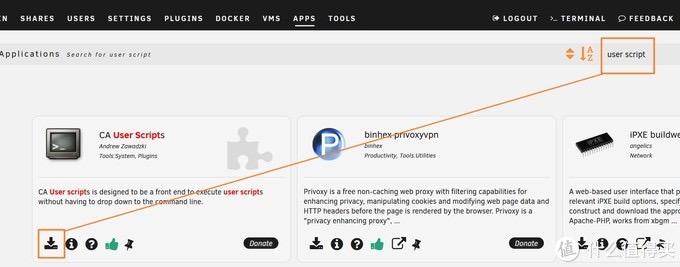 IN SHARES USERS SETTINGS PLUGINS DOCKER VMS APPS TOOLS LOGOUT TERMINAL FEEDBACK
Applications Search for user script user script
CA User Scripts
Andrew Zawadzki
Tools:System, Plugins
CA User scripts is designed to be a front end to execute user scripts
without having to drop down to the command line.
Donate
binhex privoxyvpn
binhex
Productivity, Tools:Utilities
Privoxy is a free non-caching web proxy with filtering capabilities for
enhancing privacy, manipulating cookies and modifying web page data and
HTTP headers before the page is rendered by the browser. Privoxy is a
"privacy enhancing proxy", ...
Donate
iPXE buildwe
angelics
Network
A web-based user interface that p
relevant iPXE build options, specif
construct and download the appro
Apache-PHP, works from xbgm ...
值 什么值得买